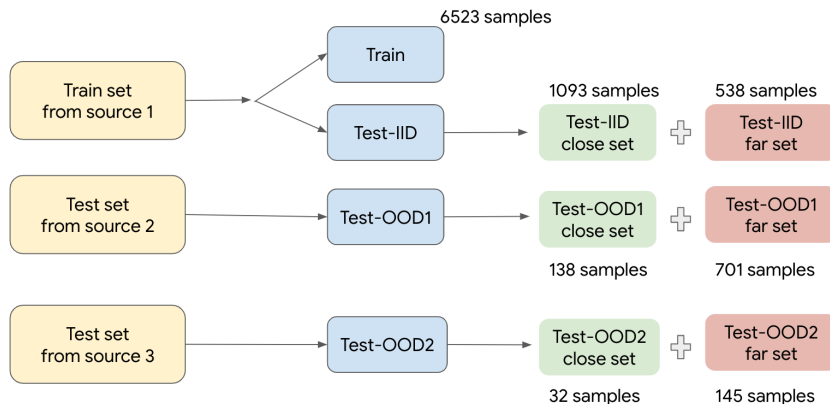 6523 samples
Train
Train set
from source 1
1093 samples
538 samples
Test-IID
Test-IID
close set
Test-IID
far set
Test set
from source 2
Test-OOD1
Test-OOD1
close set
Test-OOD1
far set
138 samples
701 samples
Test set
from source 3
Test-OOD2
Test-OOD2
close set
Test-OOD2
far set
32 samples
145 samples